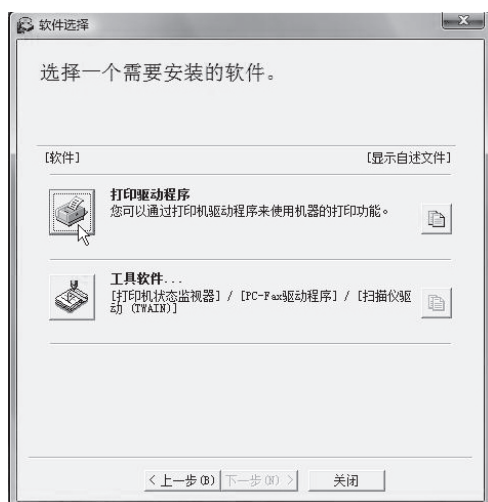 软件选择
选择一个需要安装的软件。
[软件] [显示自述文件]
打印驱动程序
您可以通过打印机驱动程序来使用机器的打印功能。
工具软件...
[打印机状态监视器] / [PC-Fax驱动程序] / [扫描仪驱
动 (TWAIN)]
< 上一步(B) 下一步(N) > 关闭